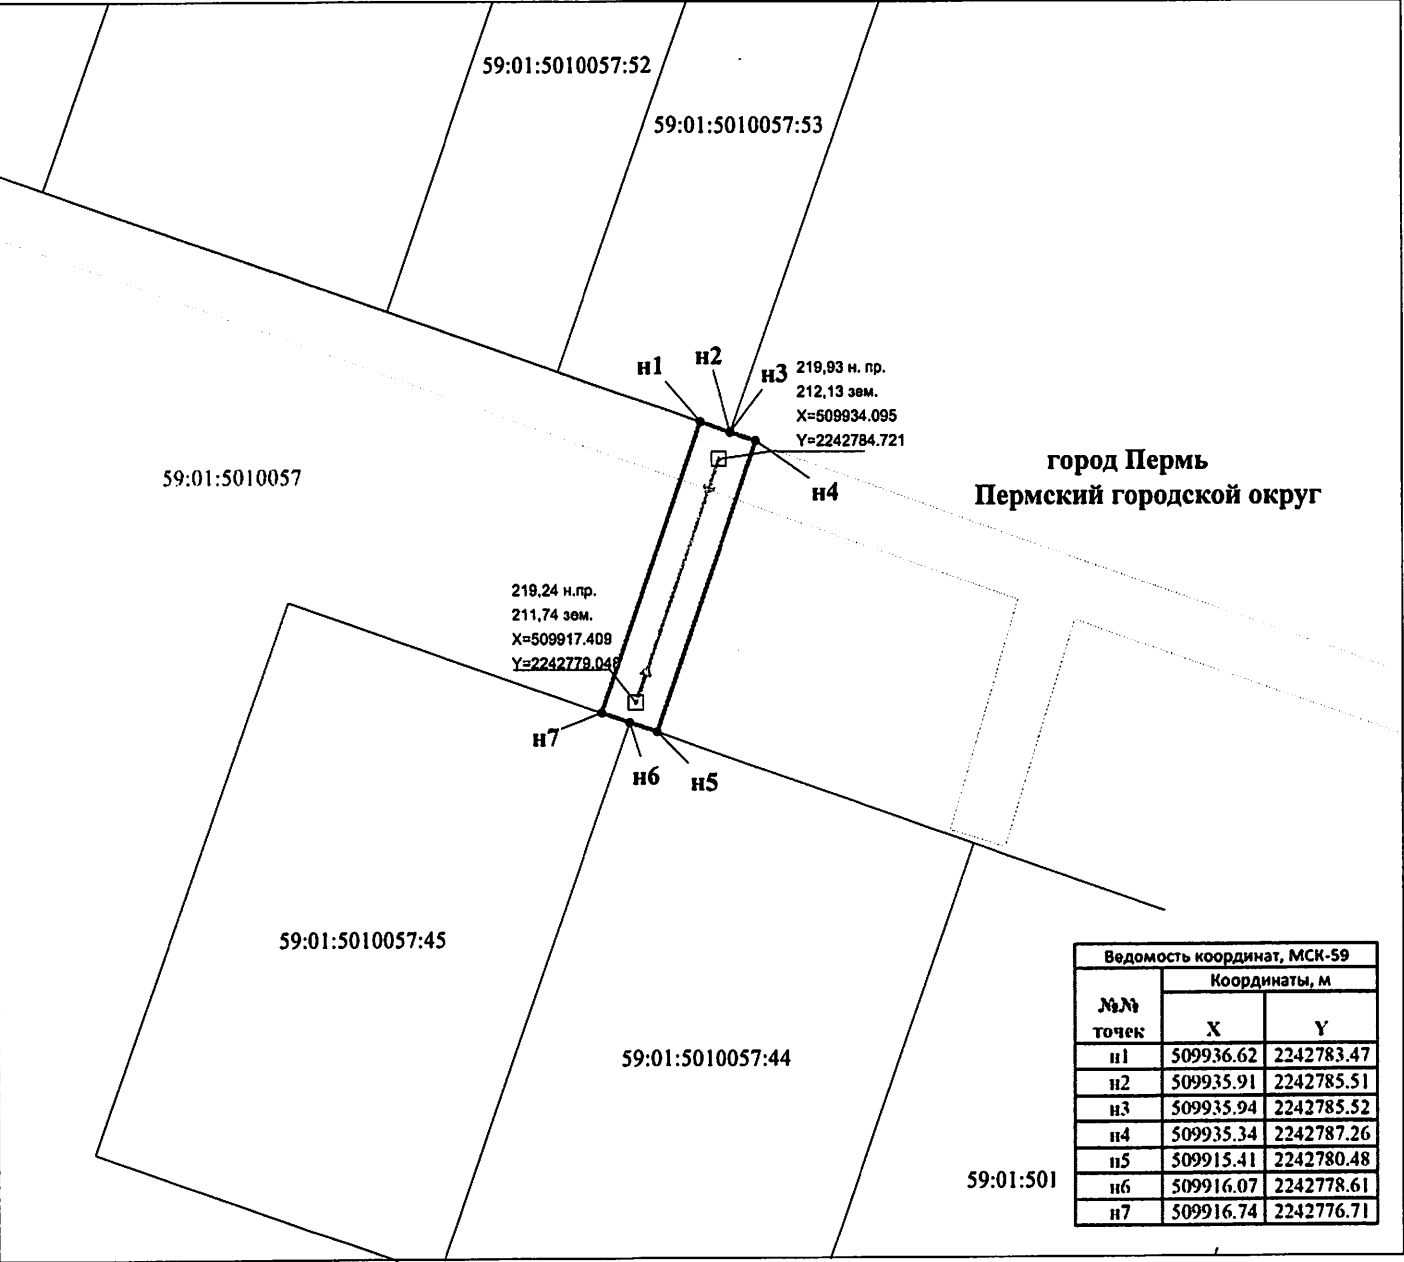 59:01:5010057:52
59:01:5010057:53
н1
н2
н3
219,93 н. пр.
212,13 зем.
X=509934.095
Y=2242784.721
н4
город Пермь
Пермский городской округ
59:01:5010057
219,24 н.пр.
211,74 зем.
X=509917.409
Y=2242779.048
н7
н6
н5
59:01:5010057:45
59:01:5010057:44
59:01:501
Ведомость координат, МСК-59
№№ точек
Координаты, м
X Y
н1 509936.62 2242783.47
н2 509935.91 2242785.51
н3 509935.94 2242785.52
н4 509935.34 2242787.26
н5 509915.41 2242780.48
н6 509916.07 2242778.61
н7 509916.74 2242776.71